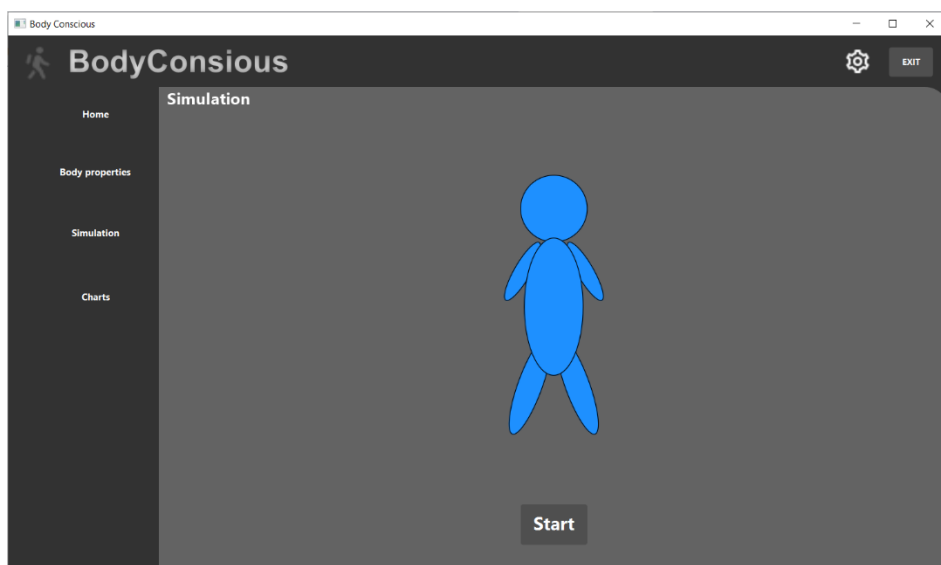 Body Conscious
BodyConsious
EXIT
Home
Body properties
Simulation
Charts
Simulation
Start